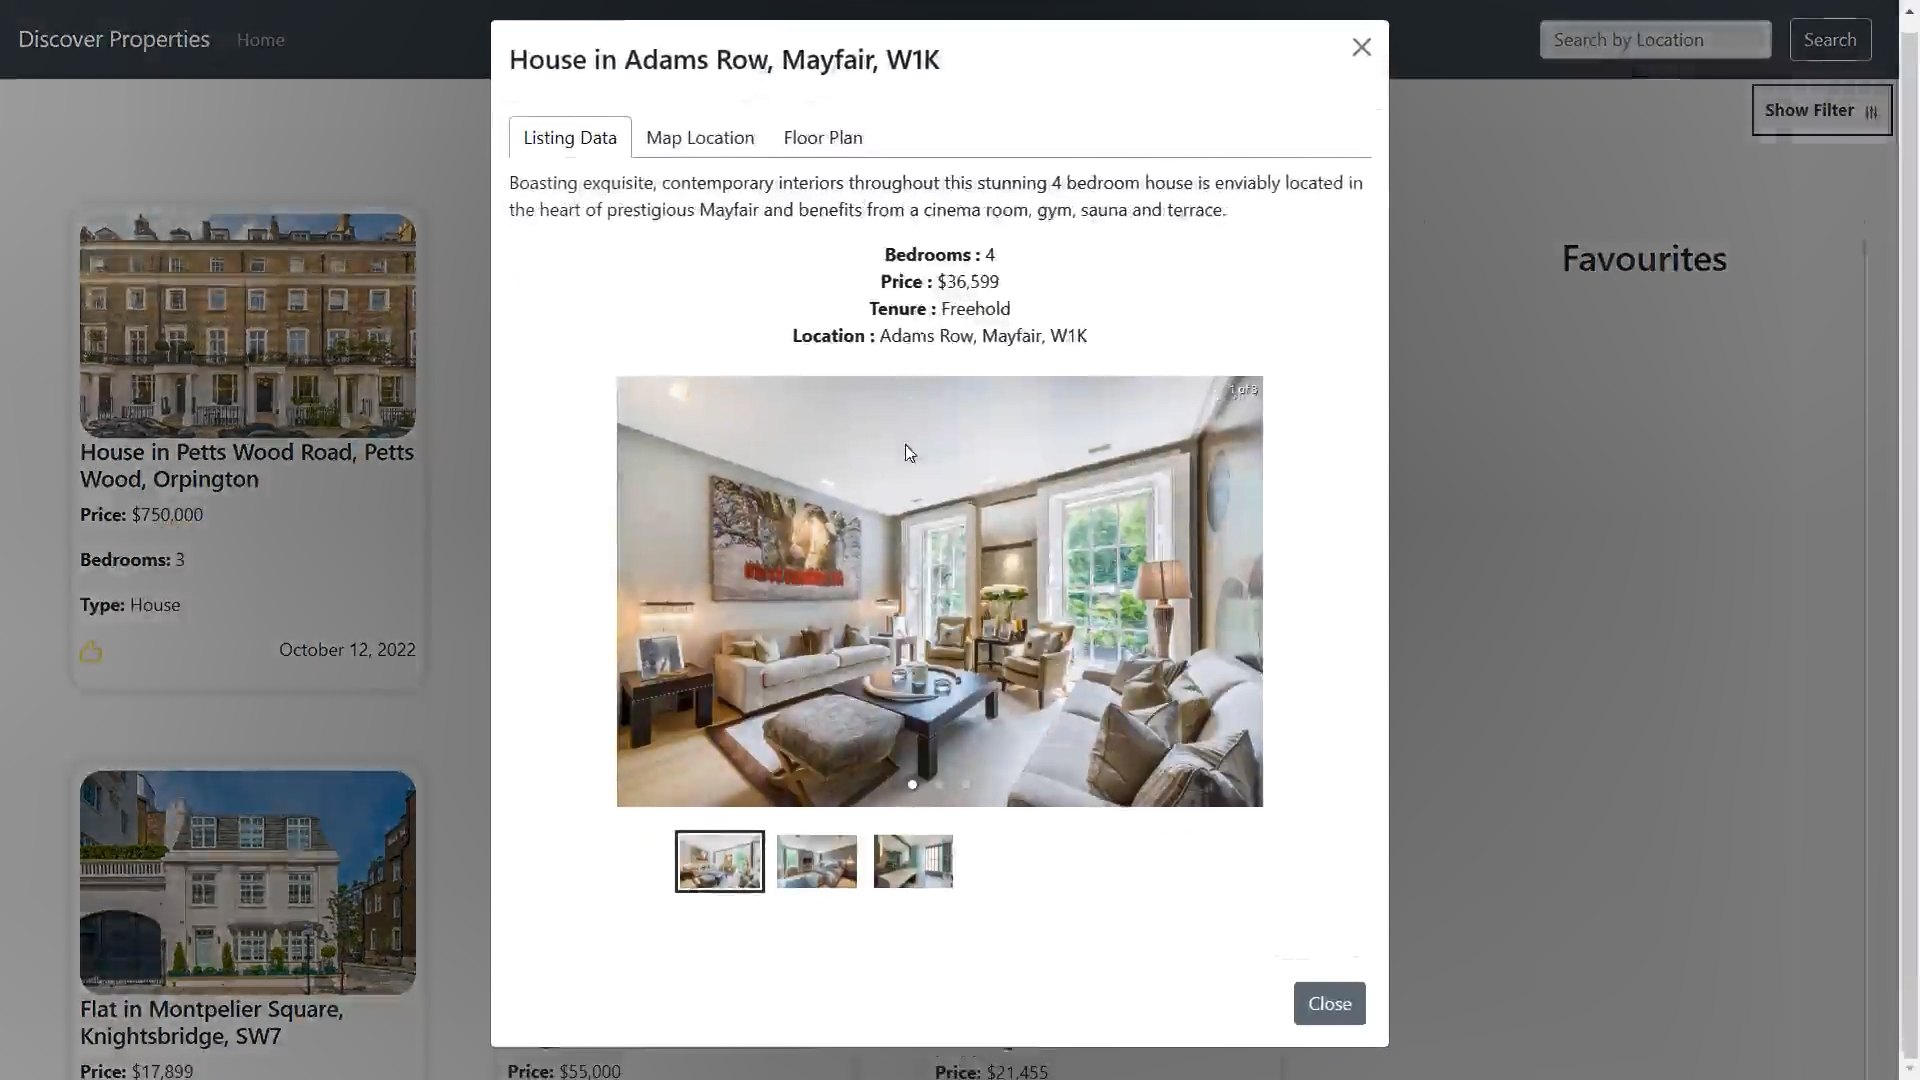 Discover Properties
Home
Search by Location
Search
Show Filter
House in Adams Row, Mayfair, W1K
Listing Data
Map Location
Floor Plan
Boasting exquisite, contemporary interiors throughout this stunning 4 bedroom house is enviably located in
the heart of prestigious Mayfair and benefits from a cinema room, gym, sauna and terrace.
Bedrooms : 4
Price : $36,599
Tenure : Freehold
Location : Adams Row, Mayfair, W1K
1 of 3
Close
Favourites
House in Petts Wood Road, Petts
Wood, Orpington
Price: $750,000
Bedrooms: 3
Type: House
October 12, 2022
Flat in Montpelier Square,
Knightsbridge, SW7
Price: $17,899
Price: $55,000
Price: $21,455